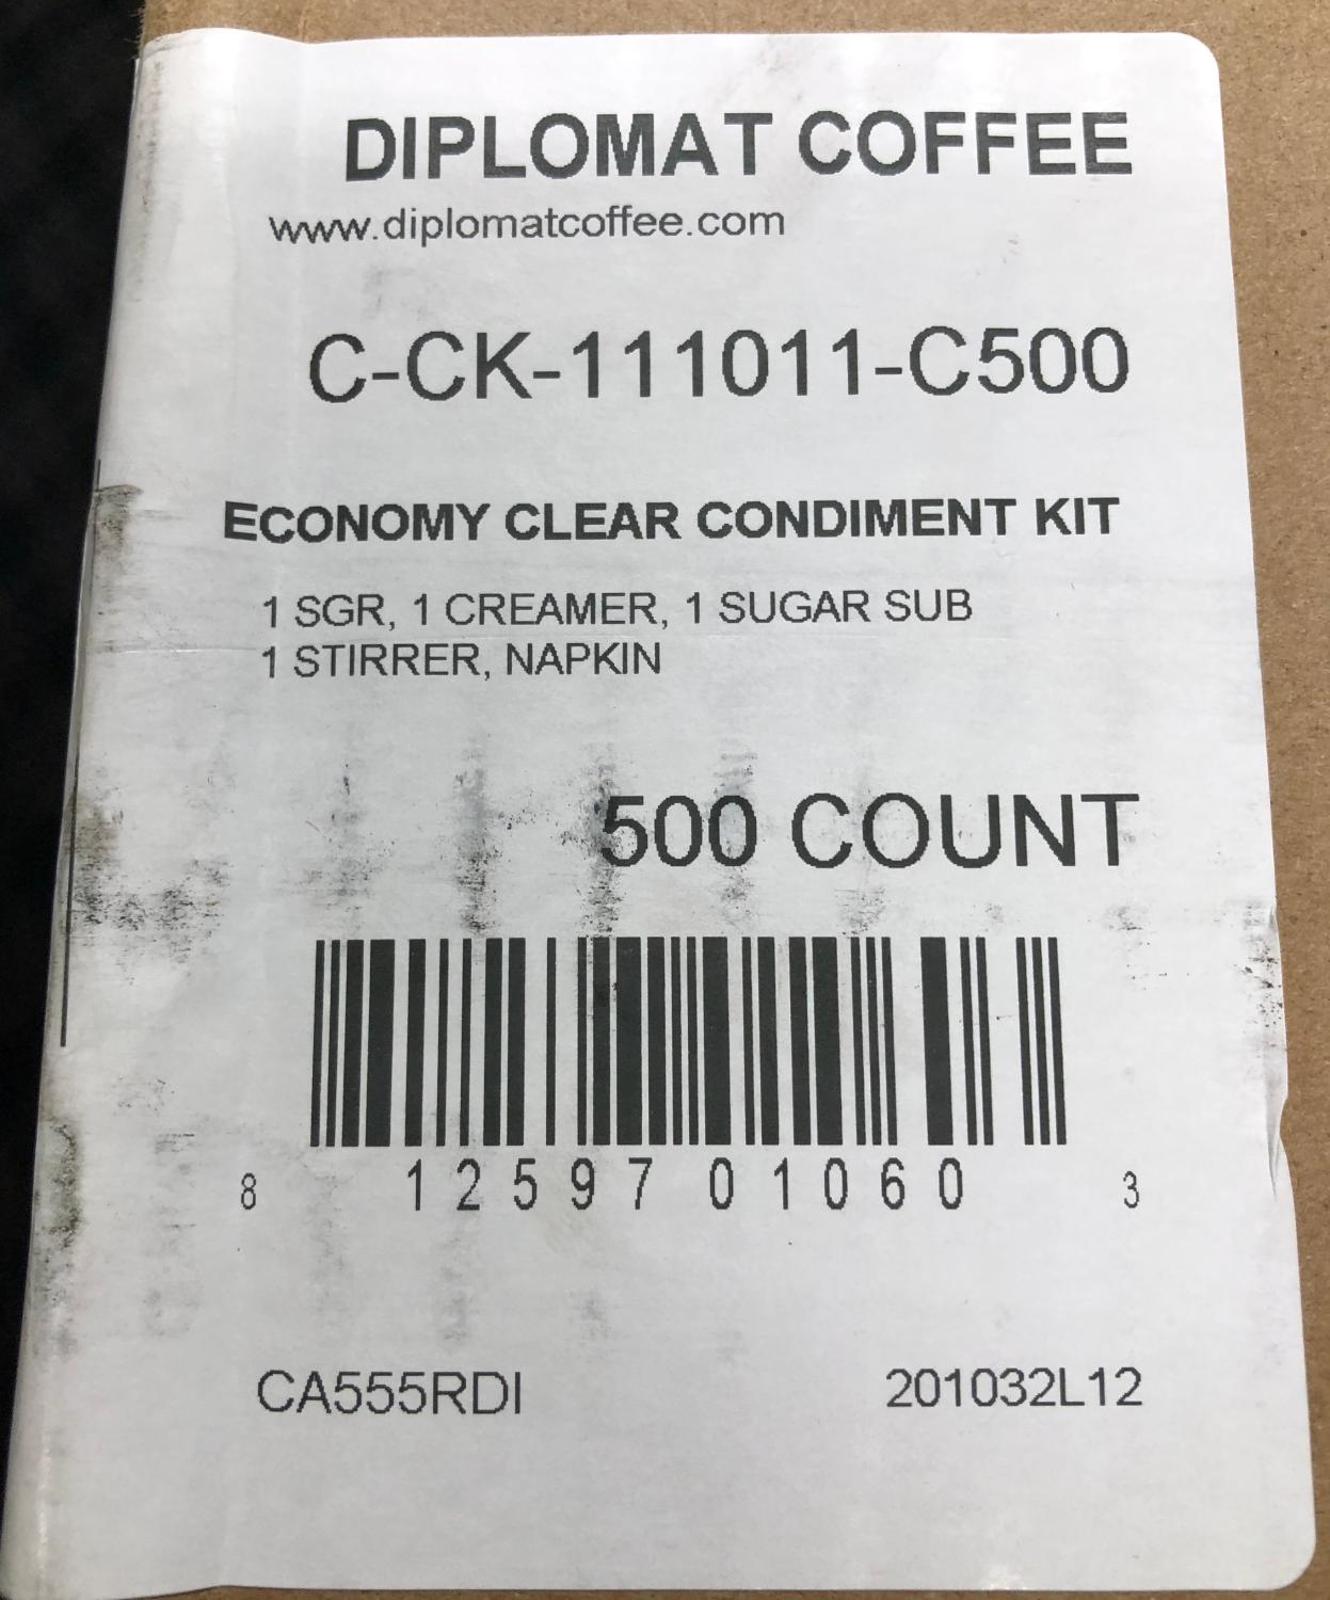 DIPLOMAT COFFEE
www.diplomatcoffee.com
C-CK-111011-C500
ECONOMY CLEAR CONDIMENT KIT
1 SGR, 1 CREAMER, 1 SUGAR SUB
1 STIRRER, NAPKIN
500 COUNT
8 12597 01060 3
CA555RDI 201032L12